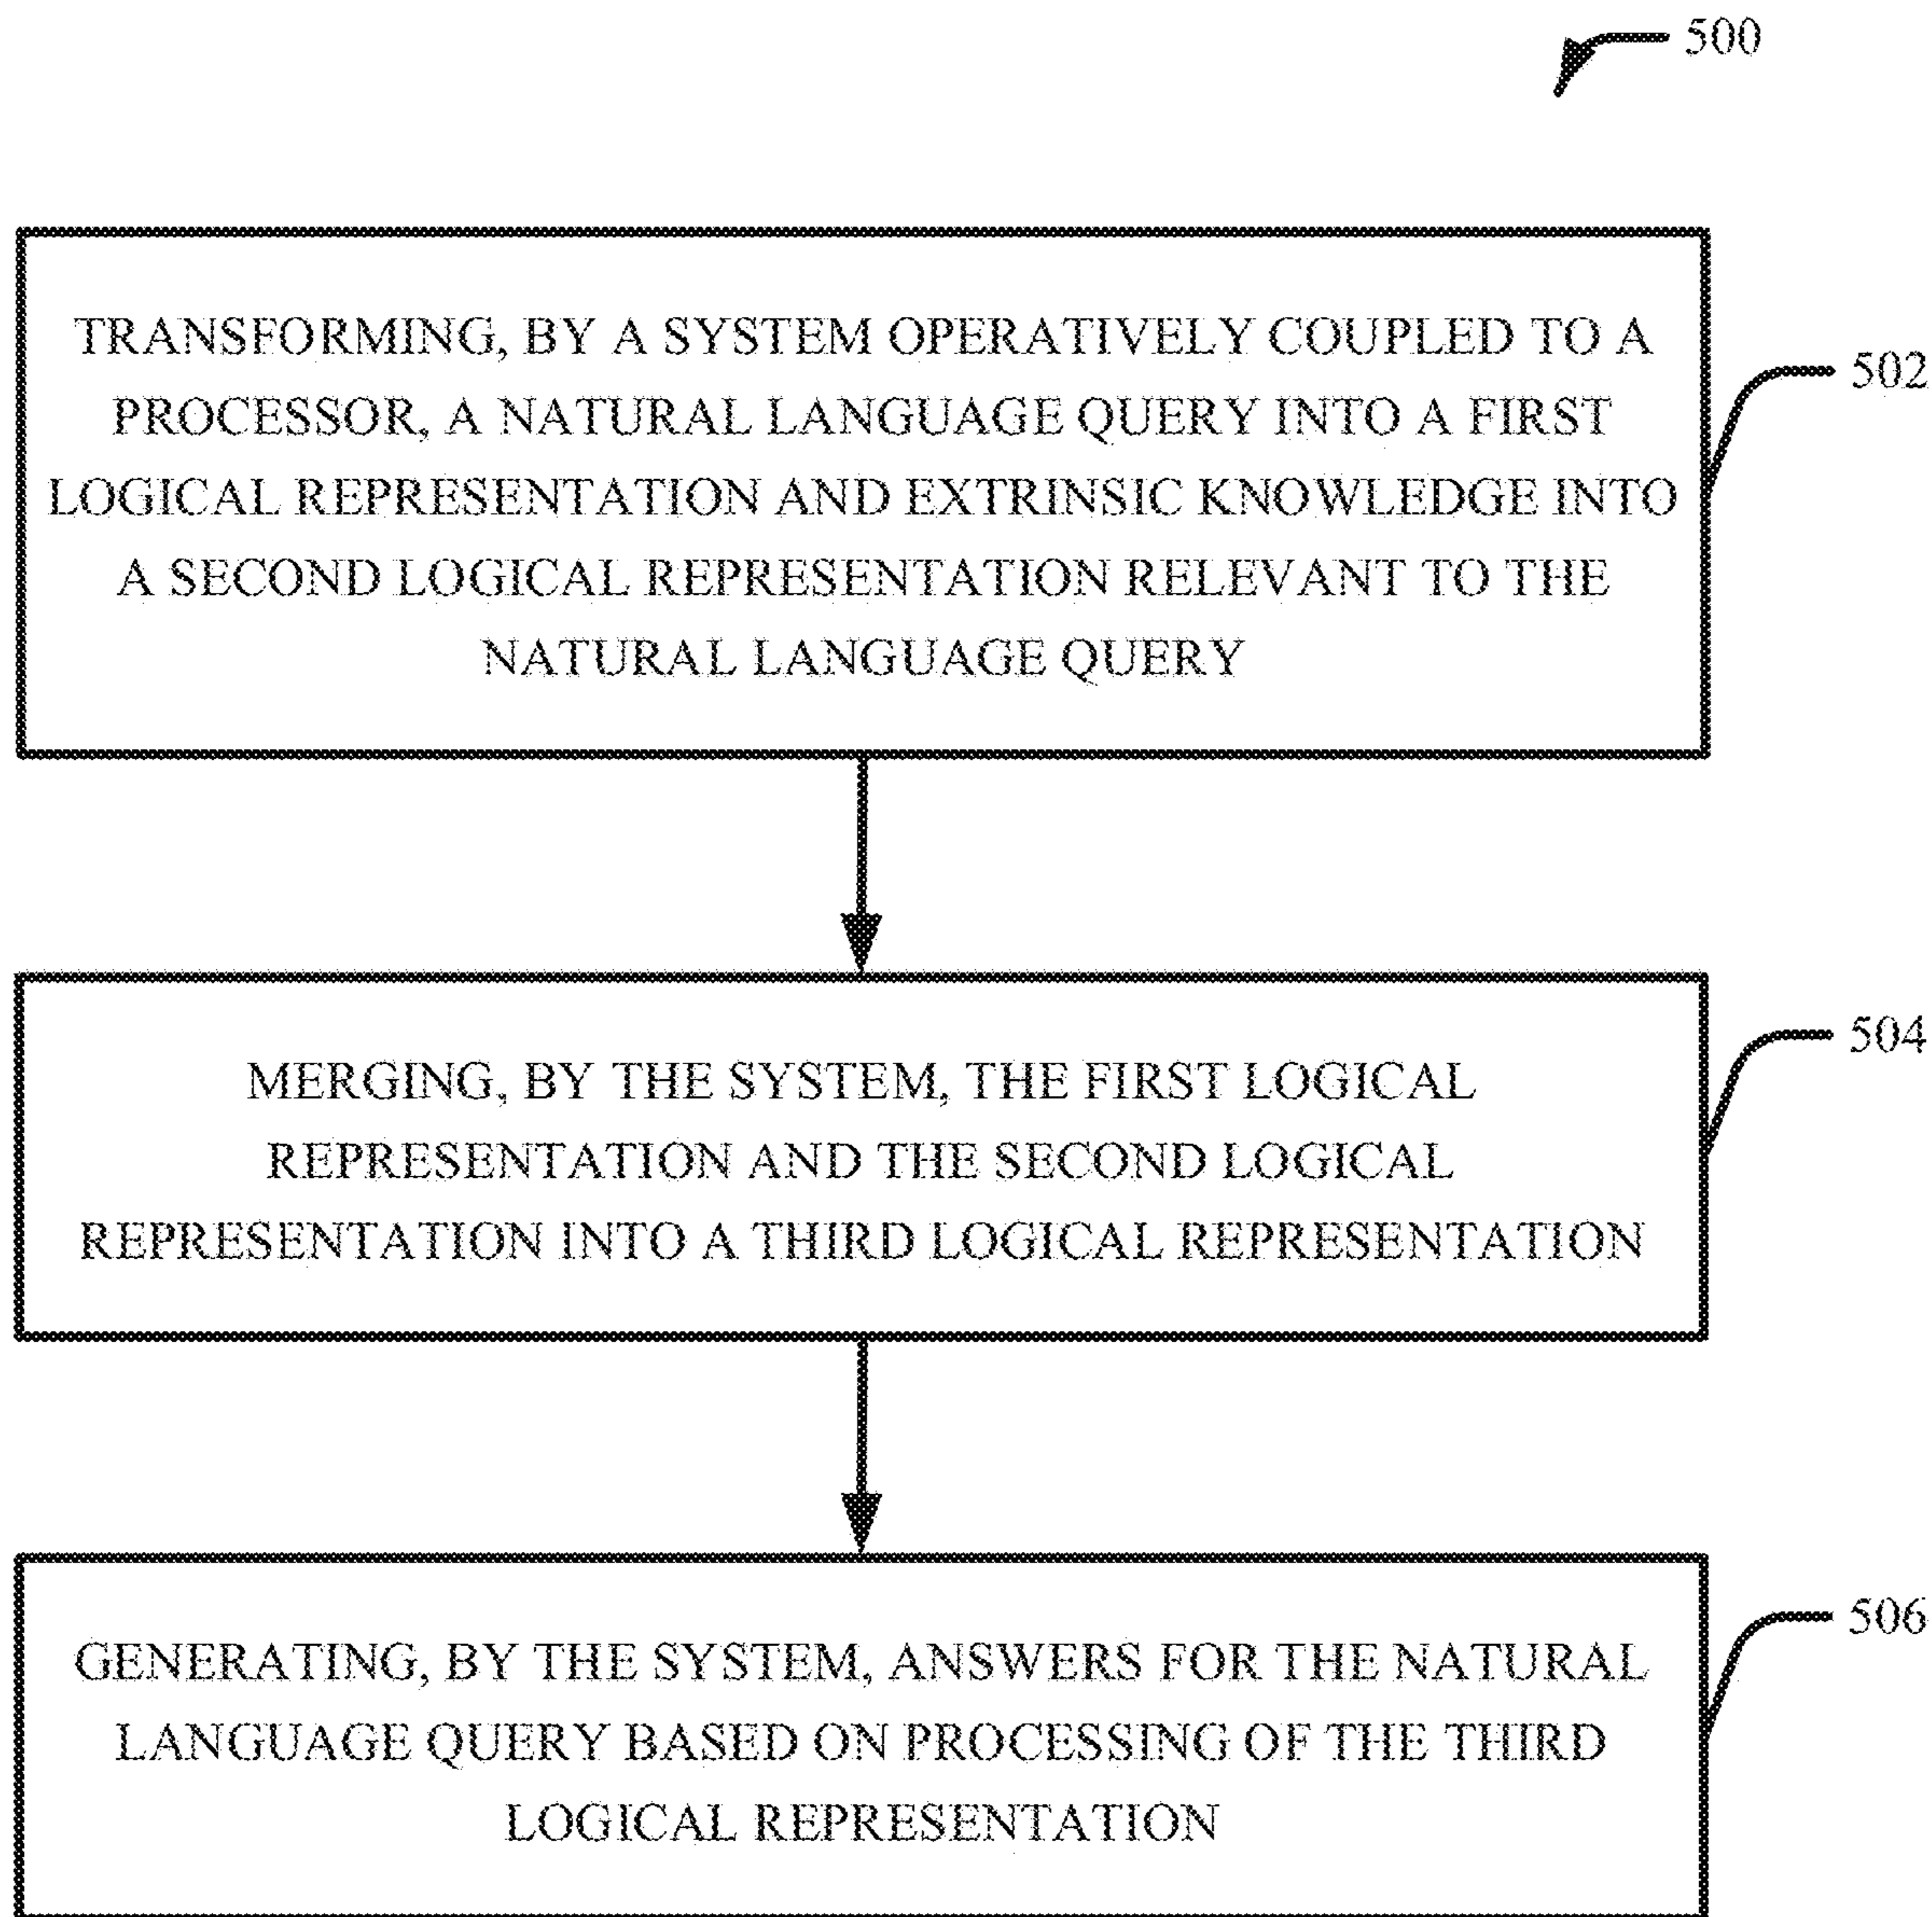 500
TRANSFORMING, BY A SYSTEM OPERATIVELY COUPLED TO A
PROCESSOR, A NATURAL LANGUAGE QUERY INTO A FIRST
LOGICAL REPRESENTATION AND EXTRINSIC KNOWLEDGE INTO
A SECOND LOGICAL REPRESENTATION RELEVANT TO THE
NATURAL LANGUAGE QUERY
502
MERGING, BY THE SYSTEM, THE FIRST LOGICAL
REPRESENTATION AND THE SECOND LOGICAL
REPRESENTATION INTO A THIRD LOGICAL REPRESENTATION
504
GENERATING, BY THE SYSTEM, ANSWERS FOR THE NATURAL
LANGUAGE QUERY BASED ON PROCESSING OF THE THIRD
LOGICAL REPRESENTATION
506